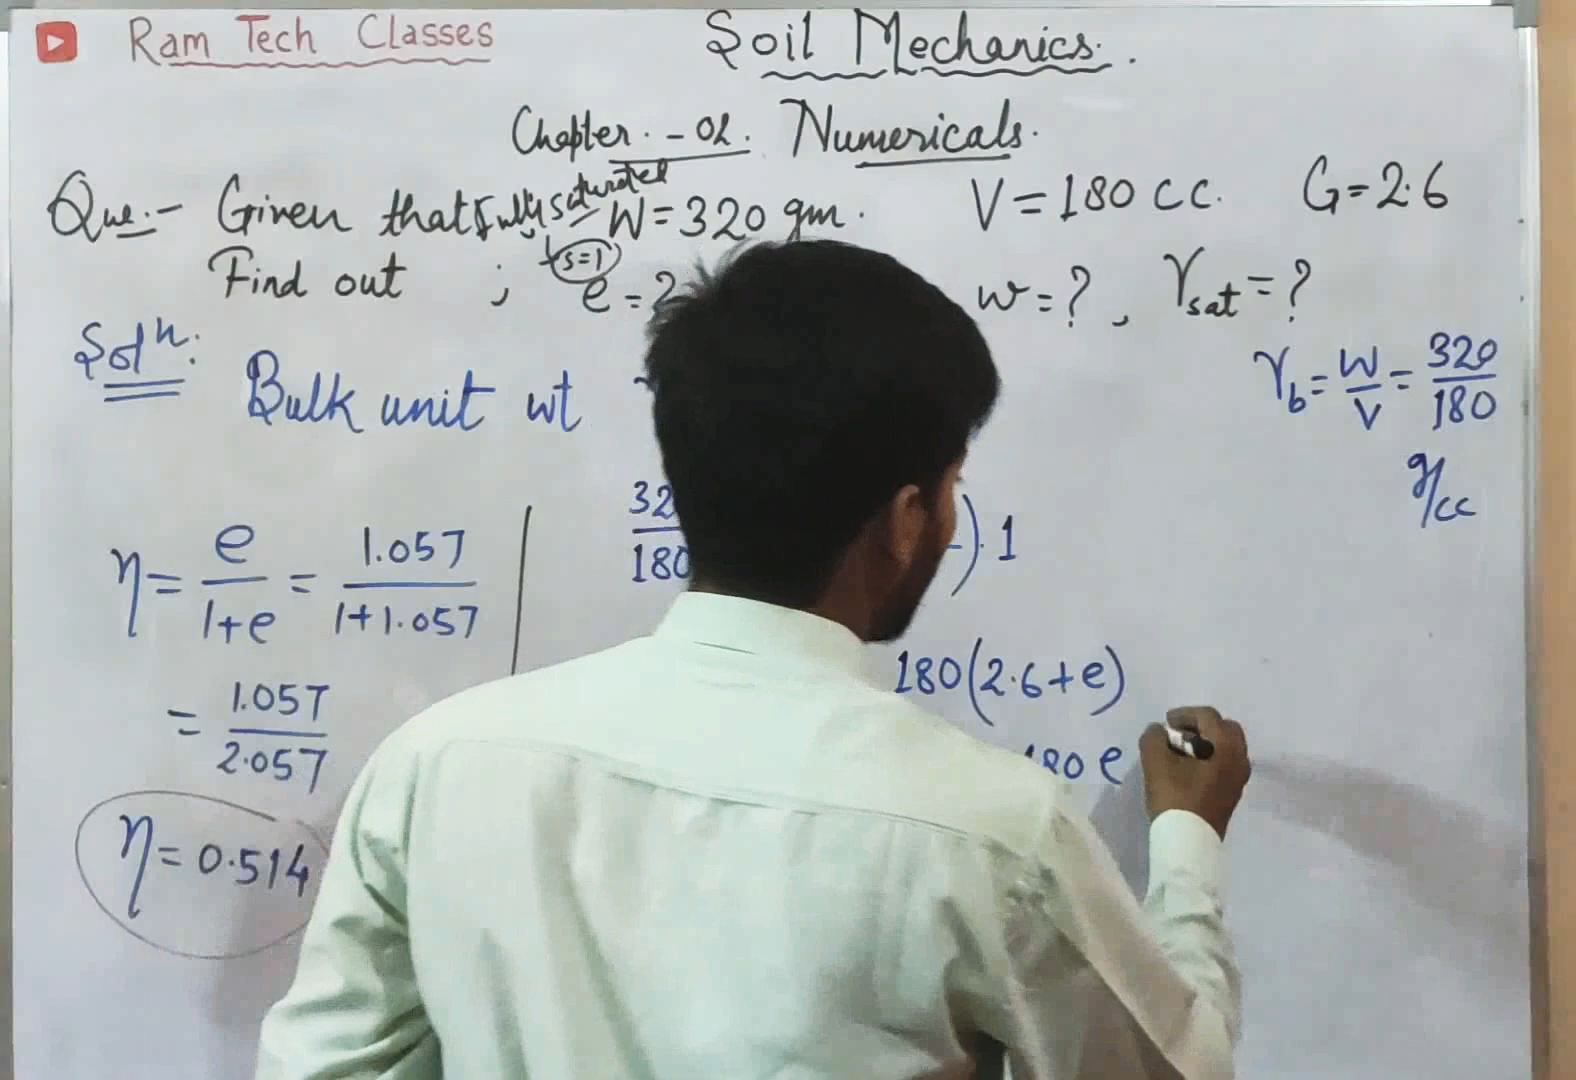 Ram Tech Classes
Soil Mechanics.
Chapter. - 02. Numericals.
Que:- Given that fully saturated W = 320 gm. V = 180 CC. G = 2.6
S=1
Find out ; e = ? w = ?, γsat = ?
Solⁿ:
Bulk unit wt
γb = W/V = 320/180
g/cc
η = e/1+e = 1.057/1+1.057
= 1.057/2.057
η = 0.514
180
) . 1
180(2.6+e)
180 e